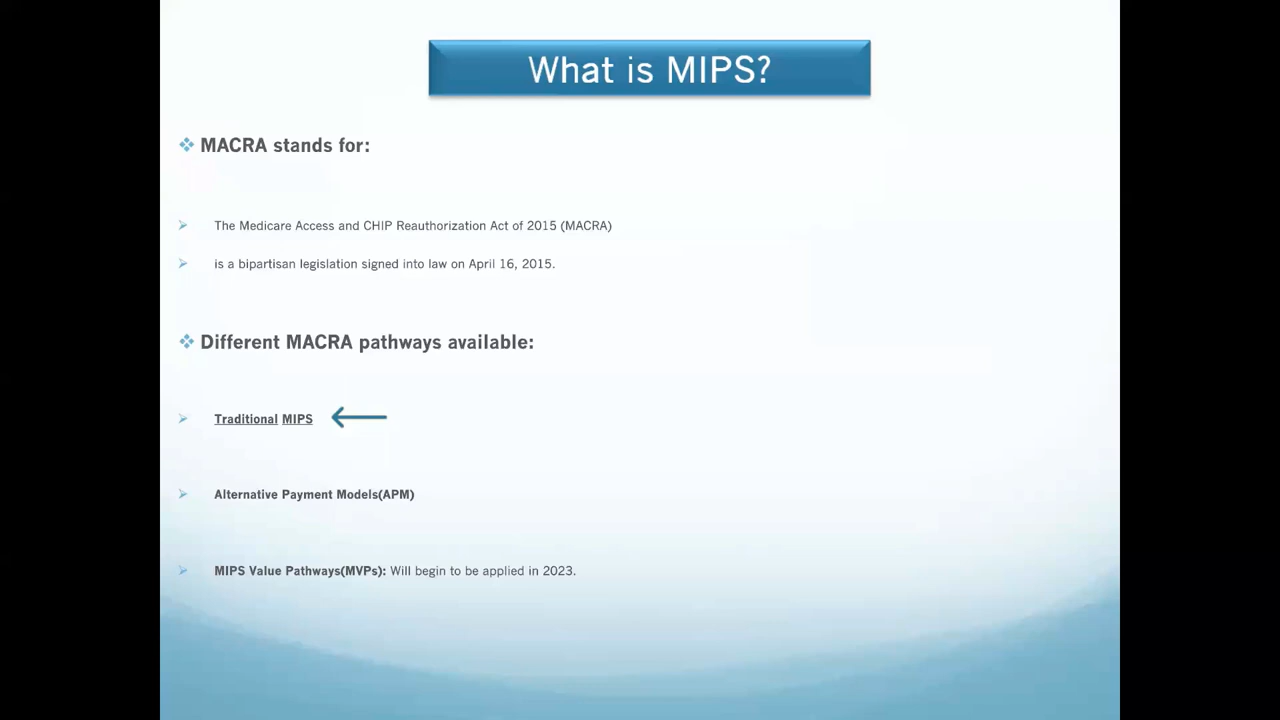 What is MIPS?
MACRA stands for:
The Medicare Access and CHIP Reauthorization Act of 2015 (MACRA)
is a bipartisan legislation signed into law on April 16, 2015.
Different MACRA pathways available:
Traditional MIPS
Alternative Payment Models(APM)
MIPS Value Pathways(MVPs): Will begin to be applied in 2023.